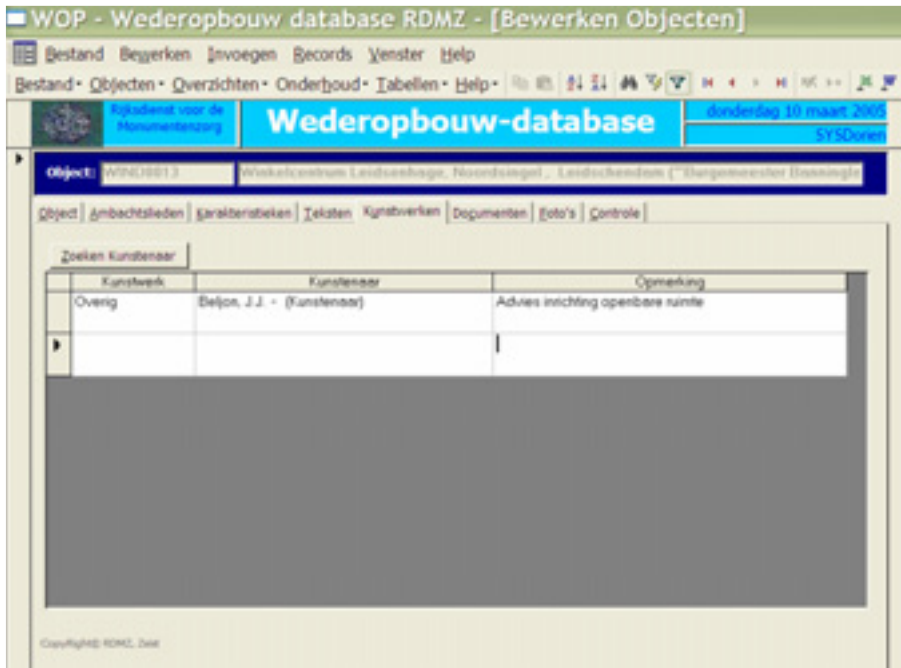 WOP - Wederopbouw database RDMZ - [Bewerken Objecten]
Bestand Bewerken Invoegen Records Venster Help
Bestand Objecten Overzichten Onderhoud Tabellen Help
Rijksdienst voor de
Monumentenzorg
Wederopbouw-database
donderdag 10 maart 2005
SYSDorien
Object: Winkelcentrum Leidsenhage, Noordsingel , Leidschendam ("Burgemeester
Object Ambachtslieden Karakteristieken Teksten Kunstwerken Documenten Foto's Controle
Zoeken Kunstenaar
Kunstwerk Kunstenaar Opmerking
Overig Beljon, J.J. - (Kunstenaar) Advies inrichting openbare ruimte
Copyright© RDMZ, Zeist